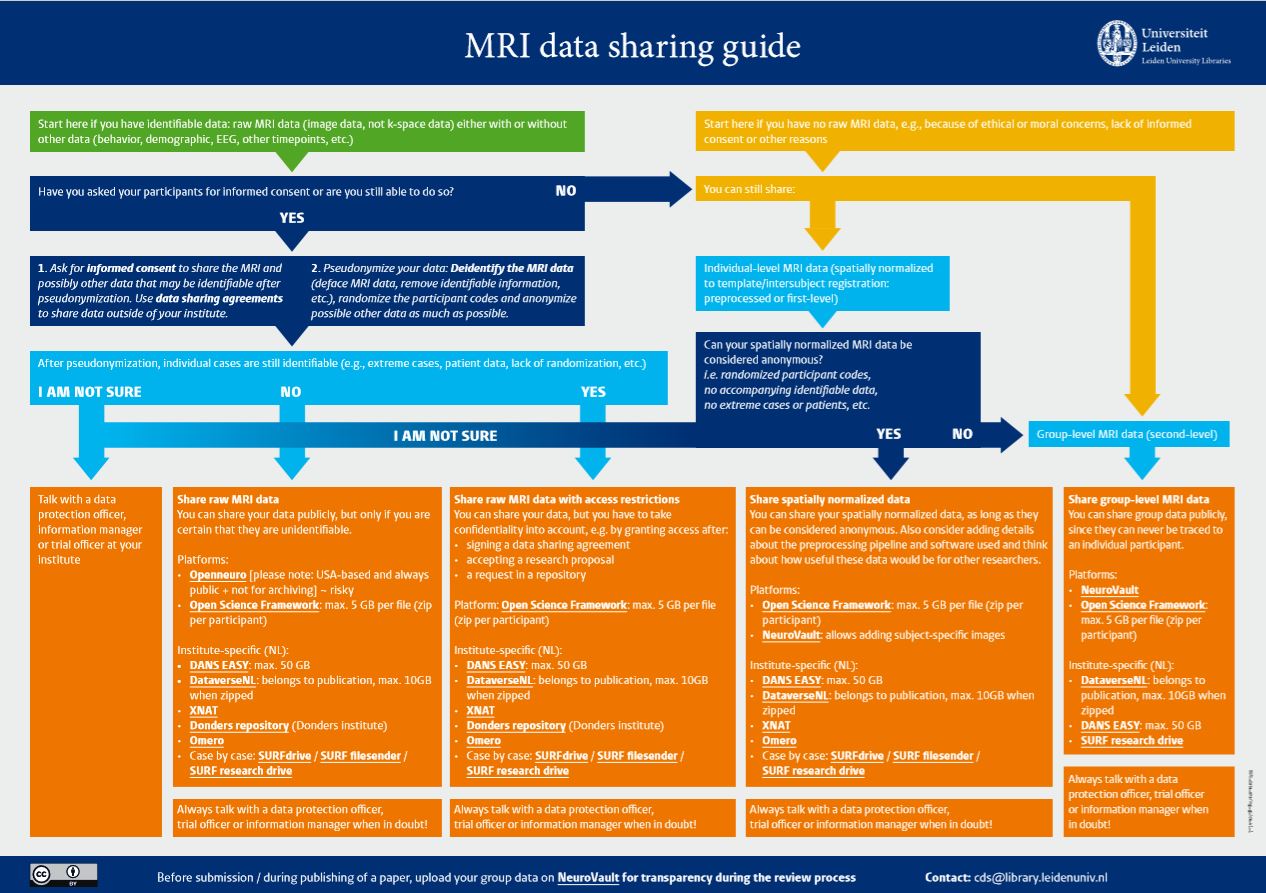 MRI data sharing guide
Universiteit
Leiden
Leiden University Libraries
Start here if you have identifiable data: raw MRI data (image data, not k-space data) either with or without
other data (behavior, demographic, EEG, other timepoints, etc.)
Start here if you have no raw MRI data, e.g., because of ethical or moral concerns, lack of informed
consent or other reasons
Have you asked your participants for informed consent or are you still able to do so?
NO
YES
You can still share:
1. Ask for informed consent to share the MRI and
possibly other data that may be identifiable after
pseudonymization. Use data sharing agreements
to share data outside of your institute.
2. Pseudonymize your data: Deidentify the MRI data
(deface MRI data, remove identifiable information,
etc.), randomize the participant codes and anonymize
possible other data as much as possible.
Individual-level MRI data (spatially normalized
to template/intersubject registration:
preprocessed or first-level)
After pseudonymization, individual cases are still identifiable (e.g., extreme cases, patient data, lack of randomization, etc.)
I AM NOT SURE
NO
YES
Can your spatially normalized MRI data be
considered anonymous?
i.e. randomized participant codes,
no accompanying identifiable data,
no extreme cases or patients, etc.
I AM NOT SURE
YES
NO
Group-level MRI data (second-level)
Talk with a data
protection officer,
information manager
or trial officer at your
institute
Share raw MRI data
You can share your data publicly, but only if you are
certain that they are unidentifiable.
Platforms:
• Openneuro [please note: USA-based and always
public + not for archiving] ~ risky
• Open Science Framework: max. 5 GB per file (zip
per participant)
Institute-specific (NL):
• DANS EASY: max. 50 GB
• DataverseNL: belongs to publication, max. 10GB
when zipped
• XNAT
• Donders repository (Donders institute)
• Omero
• Case by case: SURFdrive / SURF filesender /
SURF research drive
Always talk with a data protection officer,
trial officer or information manager when in doubt!
Share raw MRI data with access restrictions
You can share your data, but you have to take
confidentiality into account, e.g. by granting access after:
• signing a data sharing agreement
• accepting a research proposal
• a request in a repository
Platform: Open Science Framework: max. 5 GB per file
(zip per participant)
Institute-specific (NL):
• DANS EASY: max. 50 GB
• DataverseNL: belongs to publication, max. 10GB
when zipped
• XNAT
• Donders repository (Donders institute)
• Omero
• Case by case: SURFdrive / SURF filesender /
SURF research drive
Always talk with a data protection officer,
trial officer or information manager when in doubt!
Share spatially normalized data
You can share your spatially normalized data, as long as they
can be considered anonymous. Also consider adding details
about the preprocessing pipeline and software used and think
about how useful these data would be for other researchers.
Platforms:
• Open Science Framework: max. 5 GB per file (zip per
participant)
• NeuroVault: allows adding subject-specific images
Institute-specific (NL):
• DANS EASY: max. 50 GB
• DataverseNL: belongs to publication, max. 10GB when
zipped
• XNAT
• Omero
• Case by case: SURFdrive / SURF filesender /
SURF research drive
Always talk with a data protection officer,
trial officer or information manager when in doubt!
Share group-level MRI data
You can share group data publicly,
since they can never be traced to
an individual participant.
Platforms:
• NeuroVault
• Open Science Framework:
max. 5 GB per file (zip per
participant)
Institute-specific (NL):
• DataverseNL: belongs to
publication, max. 10GB when
zipped
• DANS EASY: max. 50 GB
• SURF research drive
Always talk with a data
protection officer, trial officer
or information manager when
in doubt!
cc
BY
Before submission / during publishing of a paper, upload your group data on NeuroVault for transparency during the review process
Contact: cds@library.leidenuniv.nl